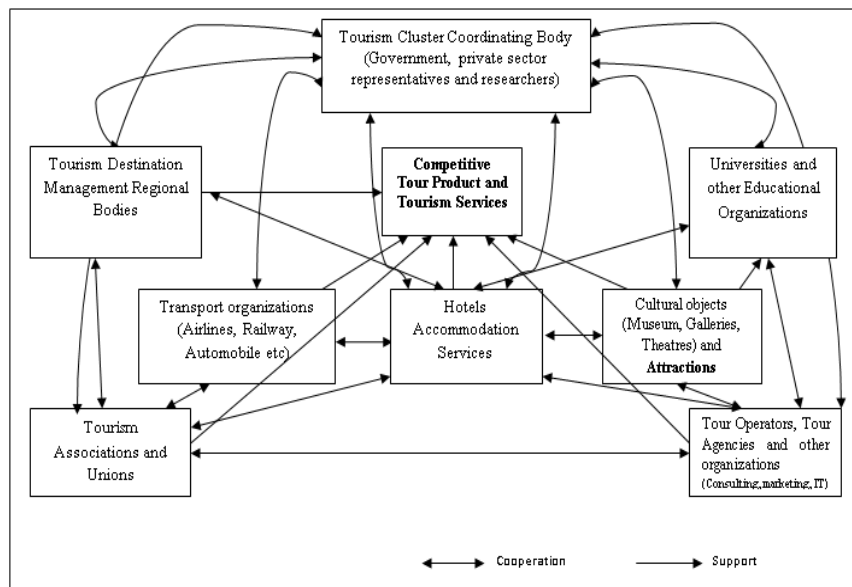 Tourism Cluster Coordinating Body
(Government, private sector
representatives and researchers)
Tourism Destination
Management Regional
Bodies
Competitive
Tour Product and
Tourism Services
Universities and
other Educational
Organizations
Transport organizations
(Airlines, Railway,
Automobile etc)
Hotels
Accommodation
Services
Cultural objects
(Museum, Galleries,
Theatres) and
Attractions
Tourism
Associations and
Unions
Tour Operators, Tour
Agencies and other
organizations
(Consulting, marketing, IT)
Cooperation
Support